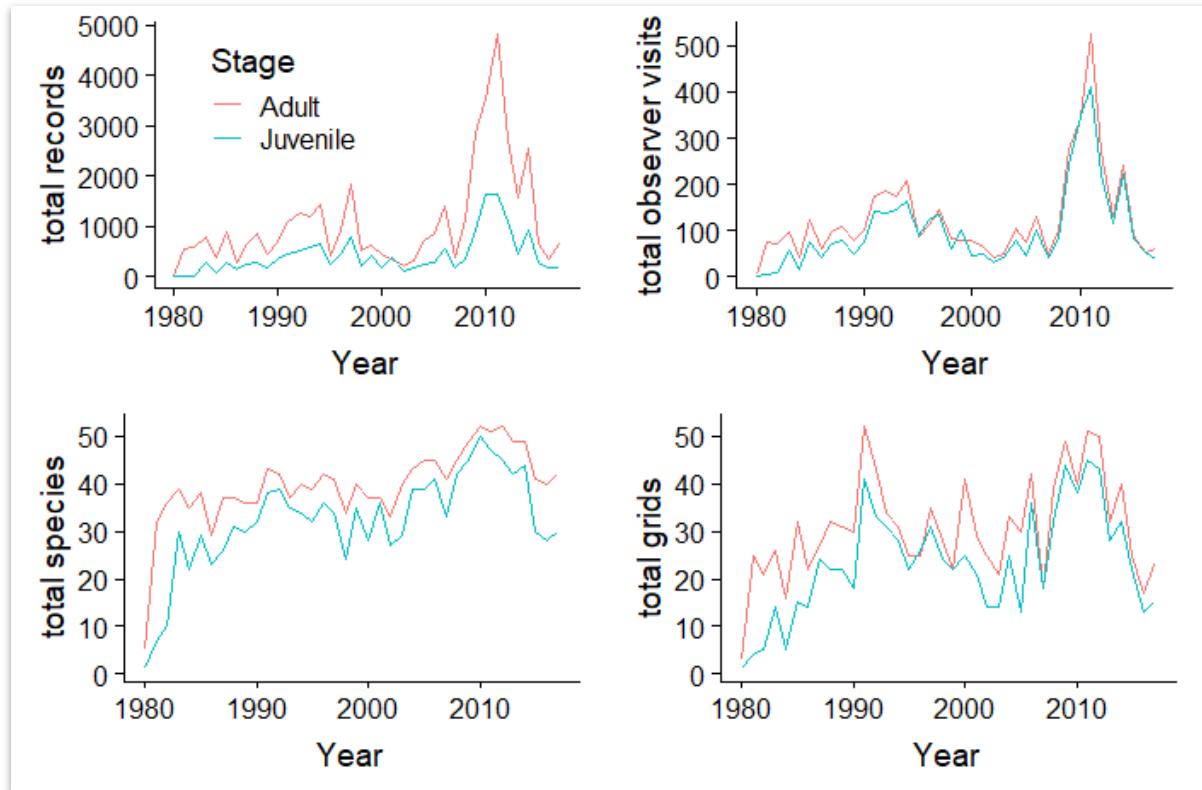 total records
5000
4000
3000
2000
1000
0
Stage
Adult
Juvenile
1980 1990 2000 2010
Year
total observer visits
500
400
300
200
100
0
1980 1990 2000 2010
Year
total species
50
40
30
20
10
0
1980 1990 2000 2010
Year
total grids
50
40
30
20
10
0
1980 1990 2000 2010
Year